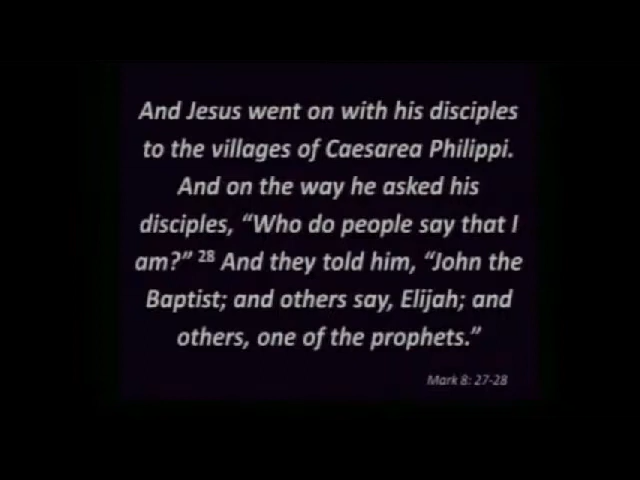 And Jesus went on with his disciples
to the villages of Caesarea Philippi.
And on the way he asked his
disciples, “Who do people say that I
am?” 28 And they told him, “John the
Baptist; and others say, Elijah; and
others, one of the prophets.”
Mark 8: 27-28